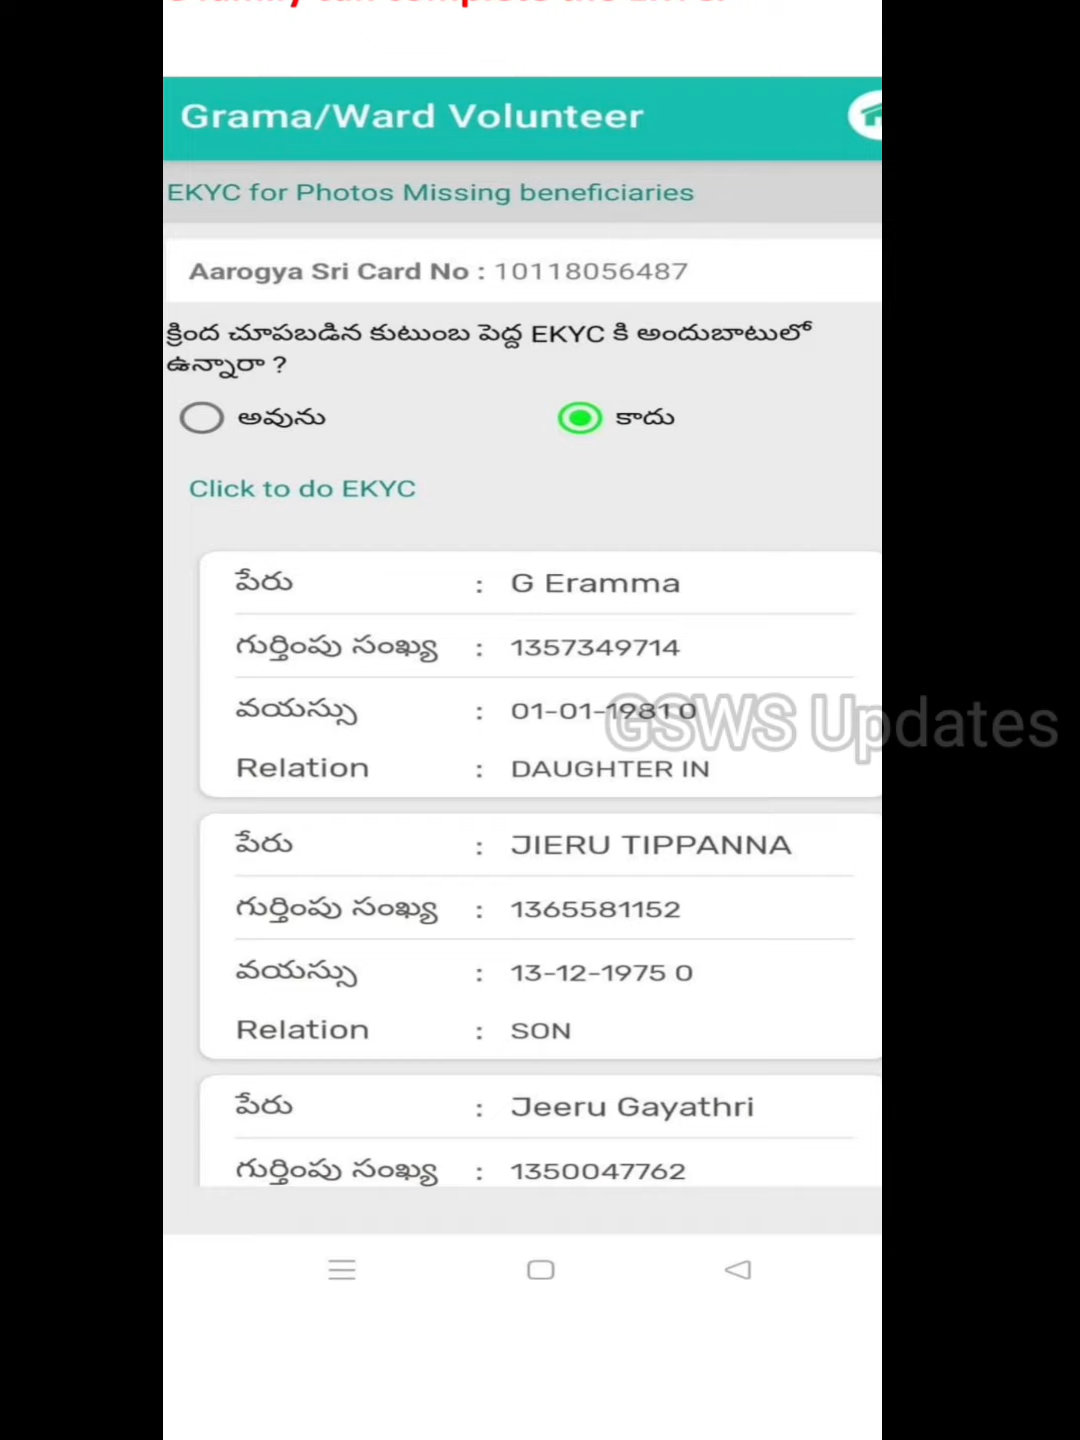 Grama/Ward Volunteer
EKYC for Photos Missing beneficiaries
Aarogya Sri Card No : 10118056487
క్రింద చూపబడిన కుటుంబ పెద్ద EKYC కి అందుబాటులో
ఉన్నారా ?
అవును
కాదు
Click to do EKYC
పేరు : G Eramma
గుర్తింపు సంఖ్య : 1357349714
వయస్సు : 01-01-1981 0
Relation : DAUGHTER IN
GSWS Updates
పేరు : JIERU TIPPANNA
గుర్తింపు సంఖ్య : 1365581152
వయస్సు : 13-12-1975 0
Relation : SON
పేరు : Jeeru Gayathri
గుర్తింపు సంఖ్య : 1350047762